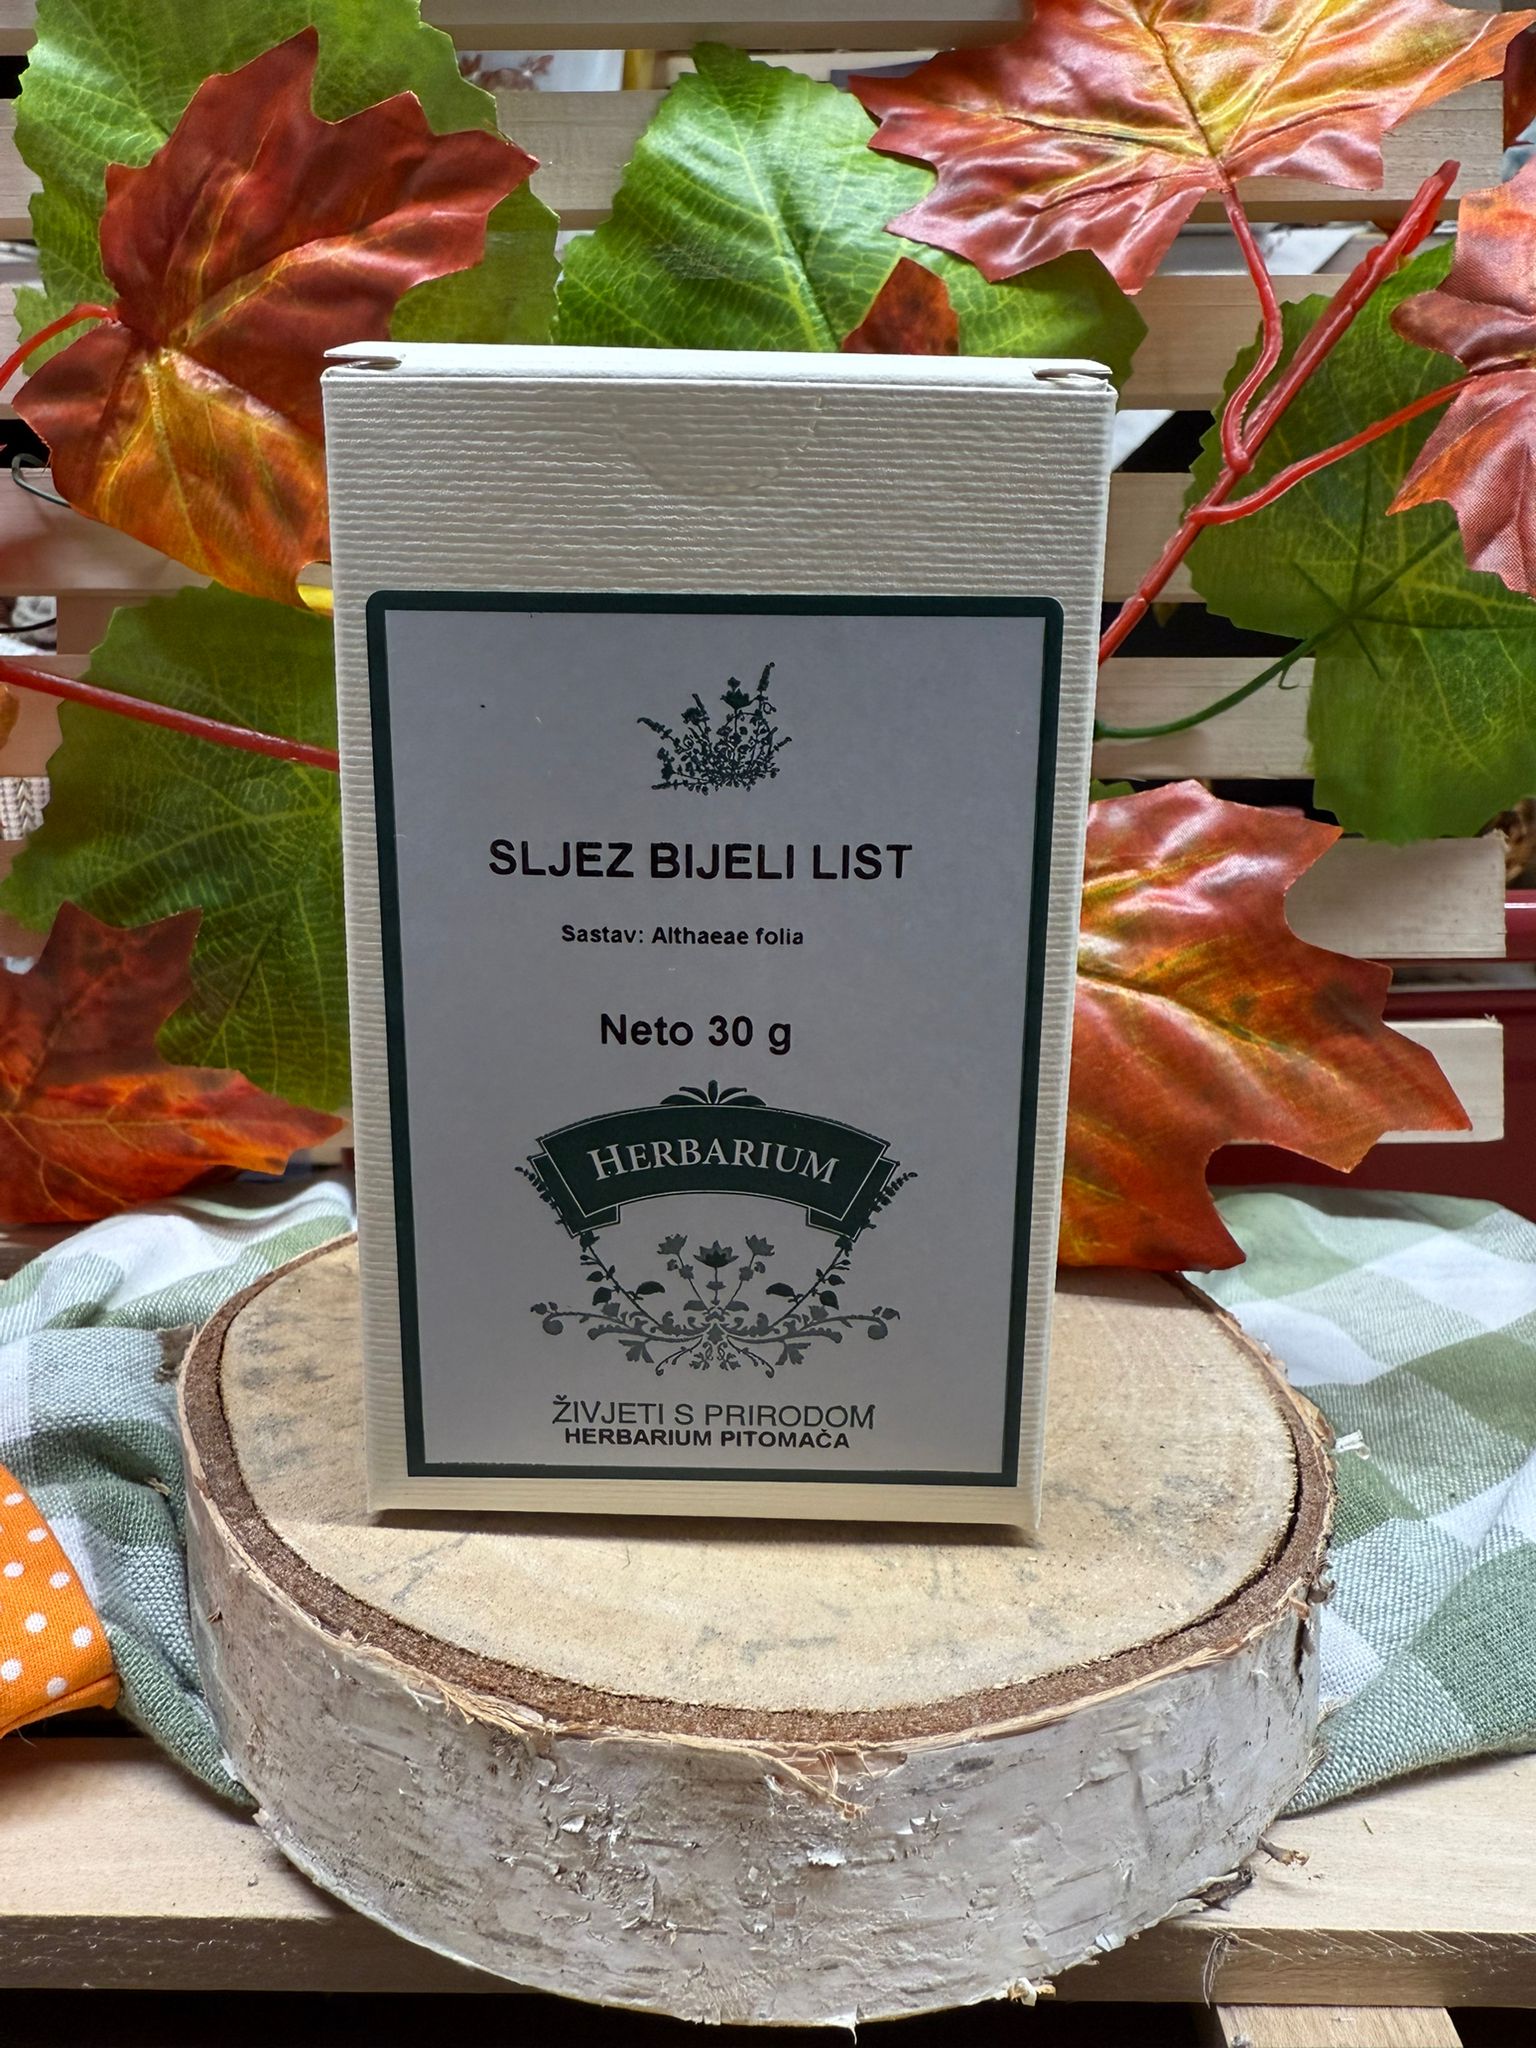 SLJEZ BIJELI LIST
Sastav: Althaeae folia
Neto 30 g
HERBARIUM
ŽIVJETI S PRIRODOM
HERBARIUM PITOMAČA